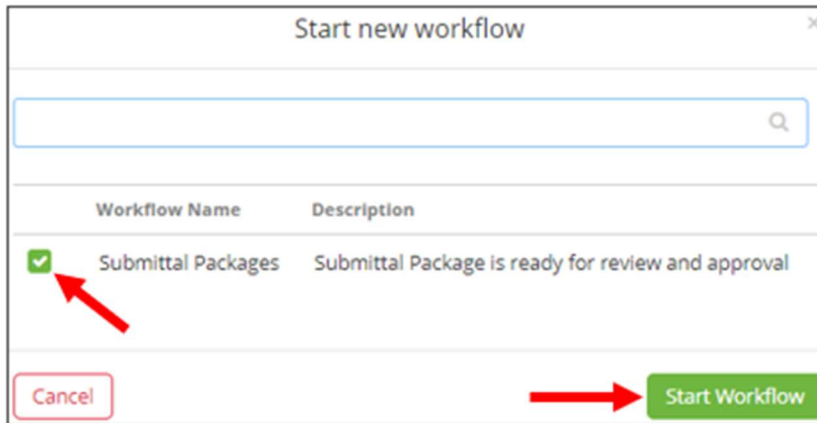 Start new workflow
Workflow Name Description
Submittal Packages Submittal Package is ready for review and approval
Cancel Start Workflow